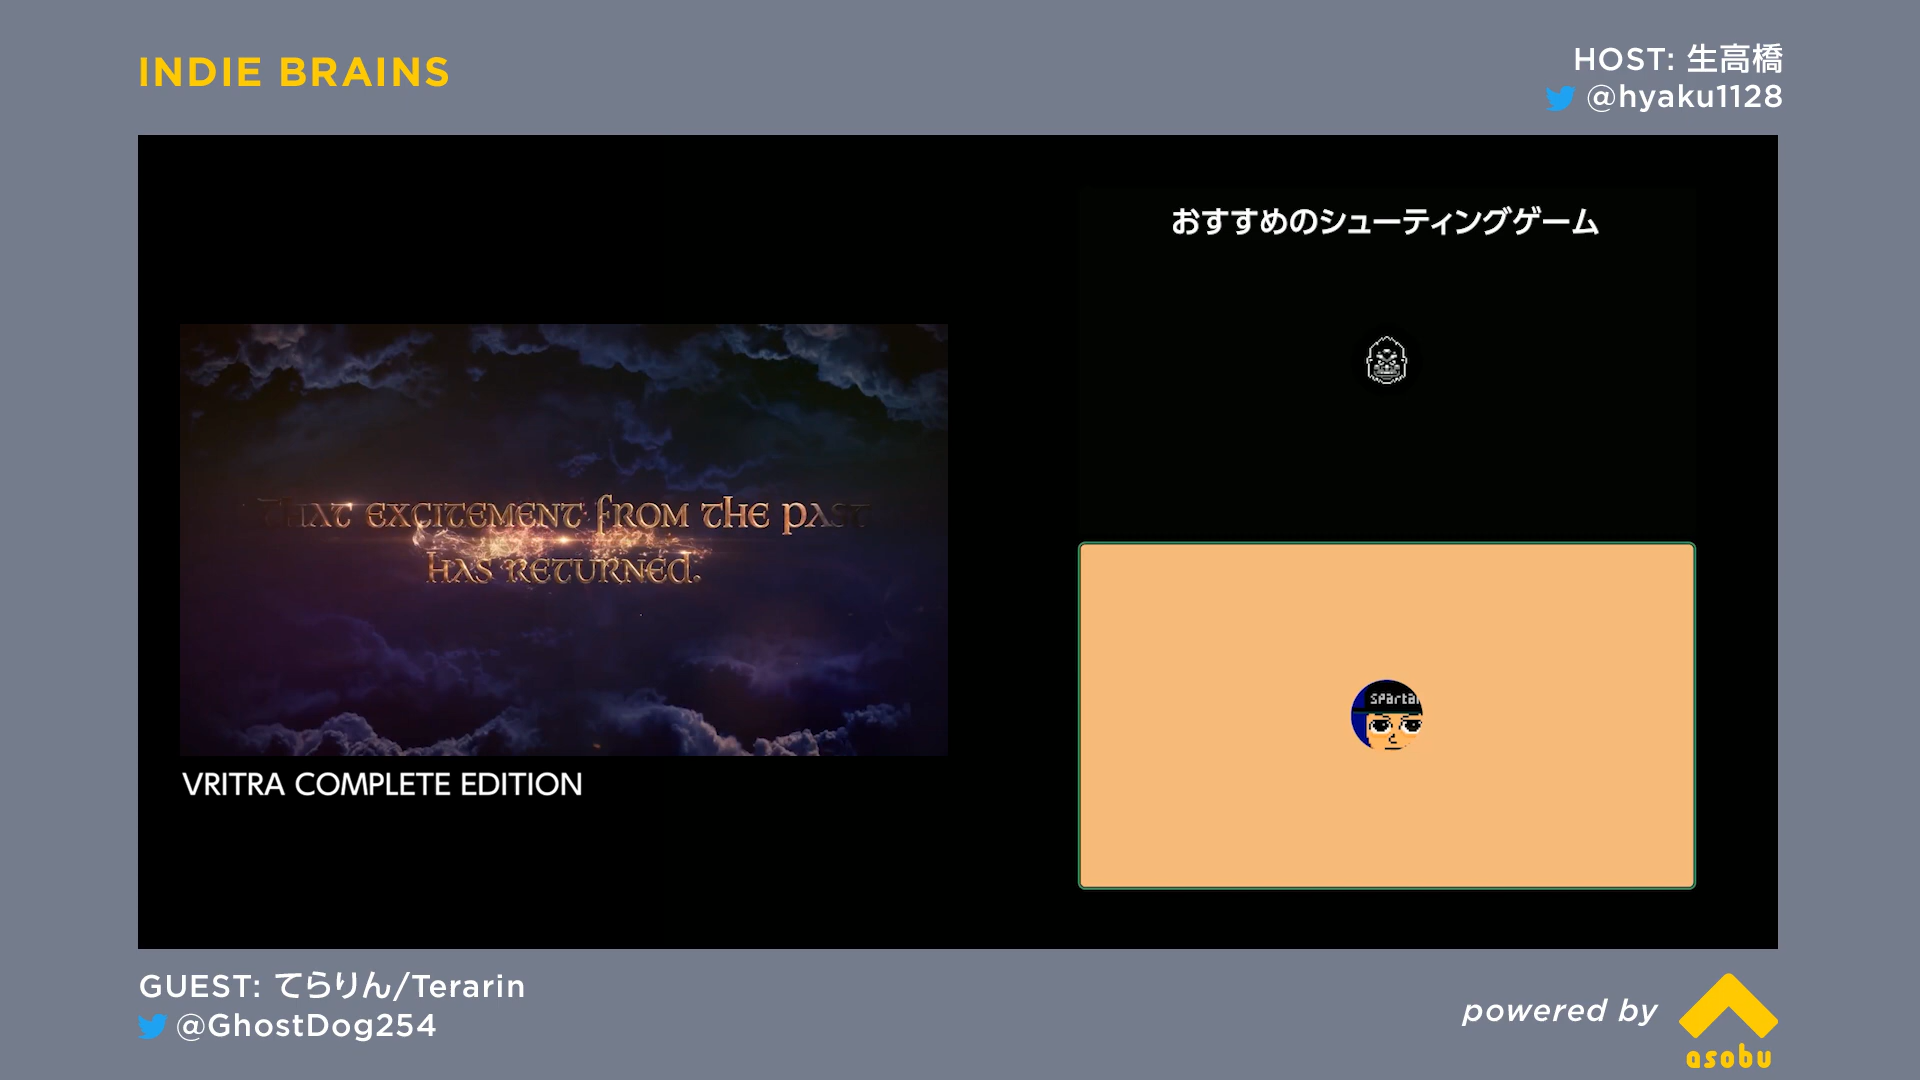 INDIE BRAINS
HOST: 生高橋
@hyaku1128
おすすめのシューティングゲーム
THAT EXCITEMENT FROM THE PAST
HAS RETURNED.
VRITRA COMPLETE EDITION
GUEST: てらりん/Terarin
@GhostDog254
powered by
asobu